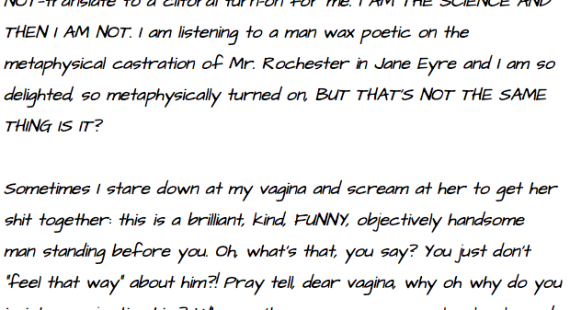 NOT-translate to a clitoral turn-on for me. I AM THE SCIENCE AND
THEN I AM NOT. I am listening to a man wax poetic on the
metaphysical castration of Mr. Rochester in Jane Eyre and I am so
delighted, so metaphysically turned on, BUT THAT'S NOT THE SAME
THING IS IT?
Sometimes I stare down at my vagina and scream at her to get her
shit together: this is a brilliant, kind, FUNNY, objectively handsome
man standing before you. Oh, what's that, you say? You just don't
"feel that way" about him?! Pray tell, dear vagina, why oh why do you